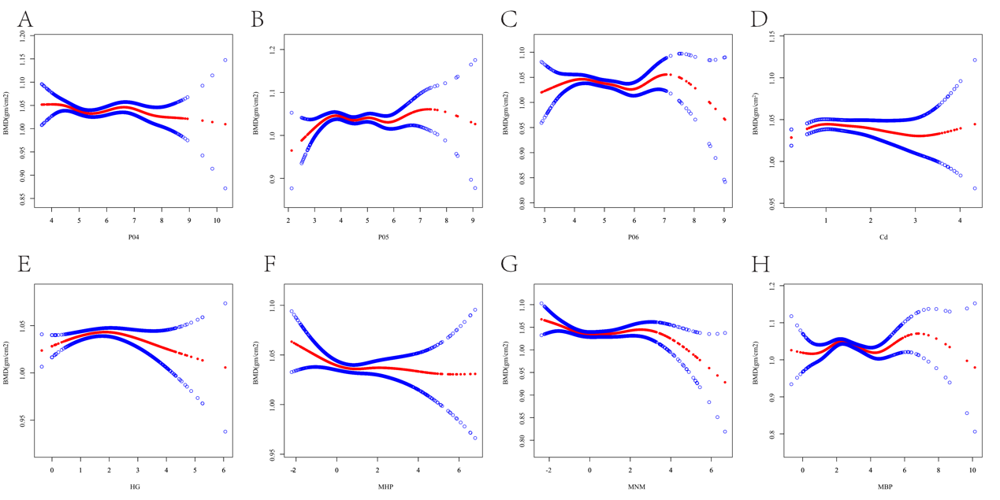 A
BMD(gm/cm2)
1.20
1.15
1.10
1.05
1.00
0.95
0.90
0.85
4 5 6 7 8 9 10
P04
B
BMD(gm/cm2)
1.2
1.1
1.0
0.9
2 3 4 5 6 7 8 9
P05
C
BMD(gm/cm2)
1.10
1.05
1.00
0.95
0.90
0.85
0.80
3 4 5 6 7 8 9
P06
D
BMD(gm/cm²)
1.15
1.10
1.05
1.00
0.95
1 2 3 4
Cd
E
BMD(gm/cm2)
1.05
1.00
0.95
0 1 2 3 4 5 6
HG
F
BMD(gm/cm2)
1.10
1.05
1.00
0.95
-2 0 2 4 6
MHP
G
BMD(gm/cm2)
1.10
1.05
1.00
0.95
0.90
0.85
0.80
-2 0 2 4 6
MNM
H
BMD(gm/cm2)
1.2
1.1
1.0
0.9
0.8
0 2 4 6 8 10
MBP